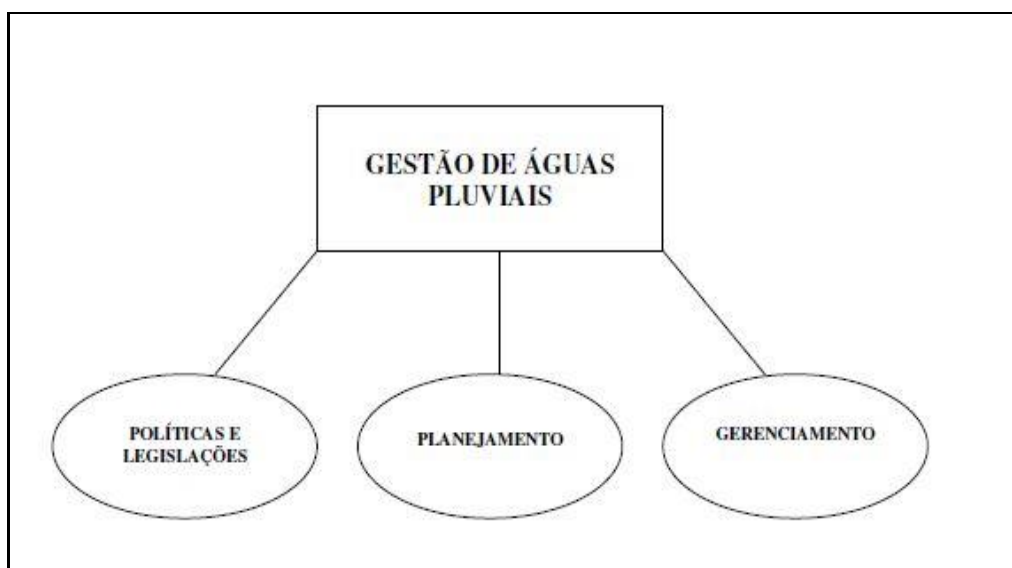 GESTÃO DE ÁGUAS
PLUVIAIS
POLÍTICAS E
LEGISLAÇÕES
PLANEJAMENTO
GERENCIAMENTO